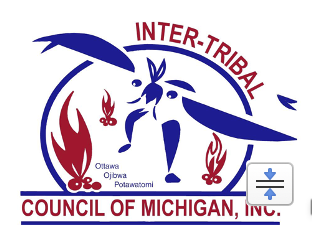 INTER-TRIBAL
Ottawa
Ojibwa
Potawatomi
COUNCIL OF MICHIGAN, INC.